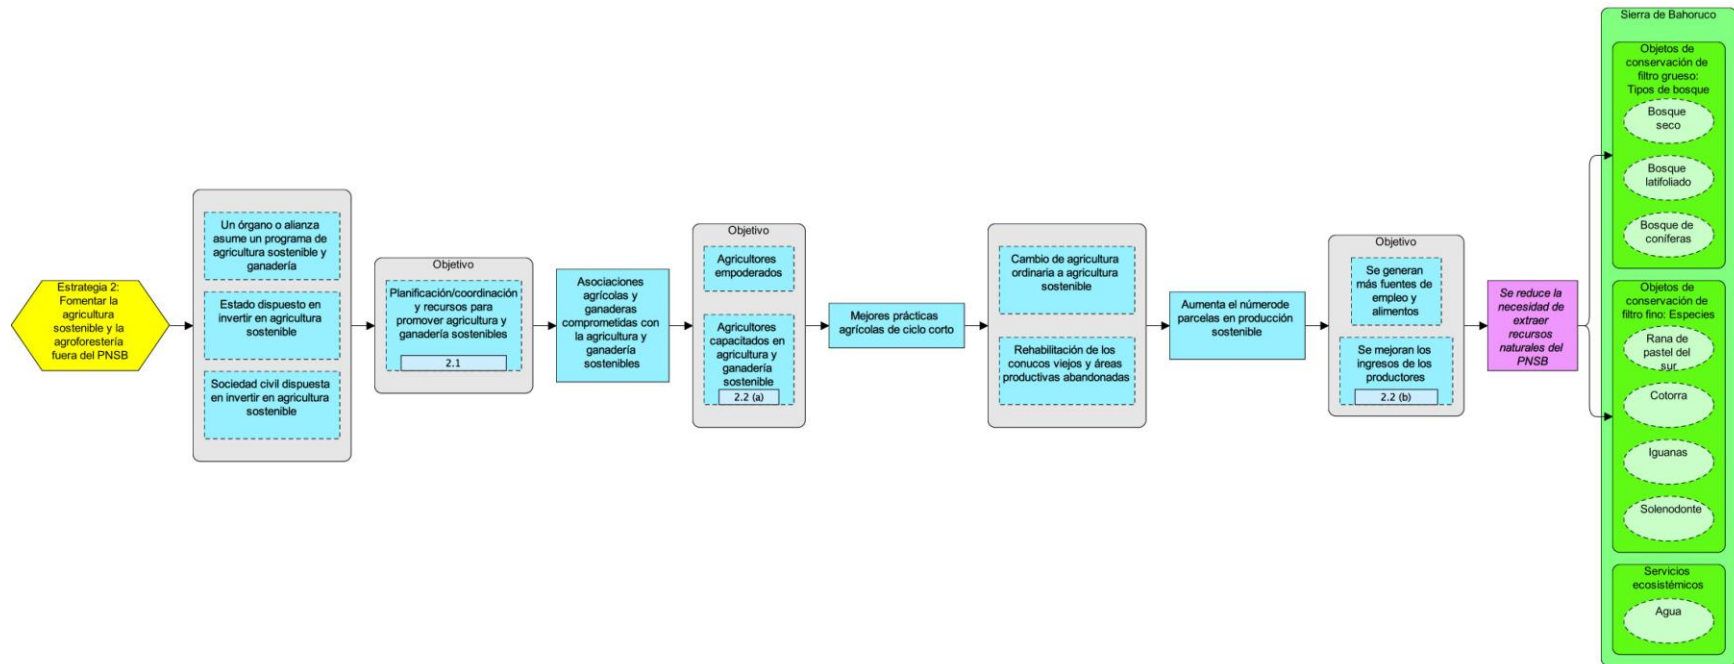 Estrategia 2:
Fomentar la
agricultura
sostenible y la
agroforestería
fuera del PNSB
Un órgano o alianza
asume un programa de
agricultura sostenible y
ganadería
Estado dispuesto en
invertir en agricultura
sostenible
Sociedad civil dispuesta
en invertir en agricultura
sostenible
Objetivo
Planificación/coordinación
y recursos para
promover agricultura y
ganadería sostenibles
2.1
Asociaciones
agrícolas y
ganaderas
comprometidas con
la agricultura y
ganadería
sostenibles
Objetivo
Agricultores
empoderados
Agricultores
capacitados en
agricultura y
ganadería
sostenible
2.2 (a)
Mejores prácticas
agrícolas de ciclo corto
Cambio de agricultura
ordinaria a agricultura
sostenible
Rehabilitación de los
conucos viejos y áreas
productivas abandonadas
Aumenta el númerode
parcelas en producción
sostenible
Objetivo
Se generan
más fuentes de
empleo y
alimentos
Se mejoran los
ingresos de los
productores
2.2 (b)
Se reduce la
necesidad de
extraer
recursos
naturales del
PNSB
Sierra de Bahoruco
Objetos de
conservación de
filtro grueso:
Tipos de bosque
Bosque
seco
Bosque
latifoliado
Bosque de
coníferas
Objetos de
conservación de
filtro fino: Especies
Rana de
pastel del
sur
Cotorra
Iguanas
Solenodonte
Servicios
ecosistémicos
Agua